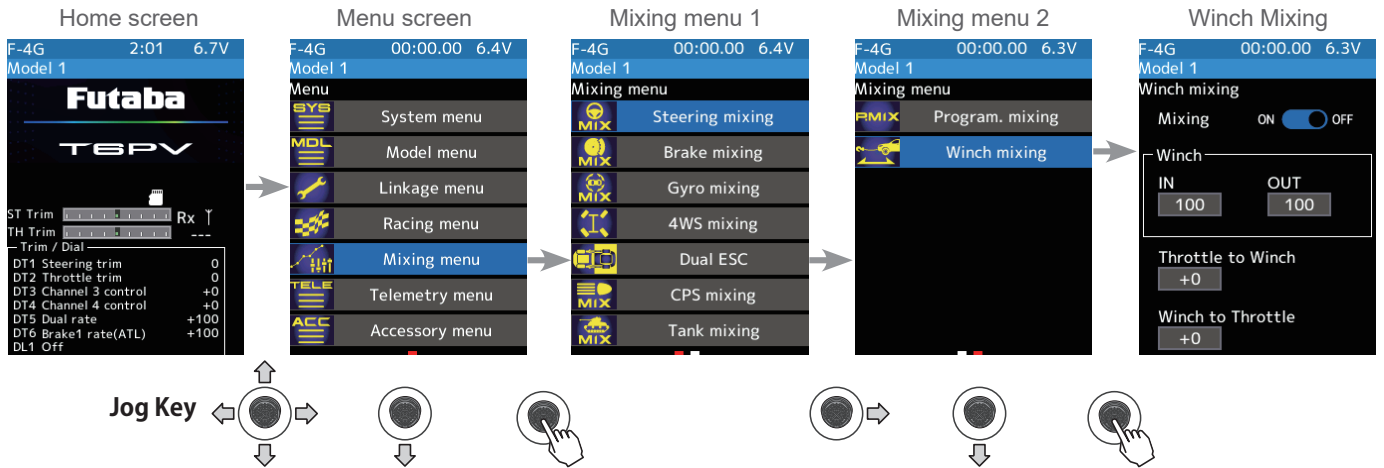 Home screen
F-4G 2:01 6.7V
Model 1
Futaba
T6PV
ST Trim Rx
TH Trim ---
Trim / Dial
DT1 Steering trim 0
DT2 Throttle trim 0
DT3 Channel 3 control +0
DT4 Channel 4 control +0
DT5 Dual rate +100
DT6 Brake1 rate(ATL) +100
DL1 Off
Menu screen
F-4G 00:00.00 6.4V
Model 1
Menu
SYS System menu
MDL Model menu
Linkage menu
Racing menu
Mixing menu
TELE Telemetry menu
ACC Accessory menu
Mixing menu 1
F-4G 00:00.00 6.4V
Model 1
Mixing menu
MIX Steering mixing
MIX Brake mixing
MIX Gyro mixing
4WS mixing
Dual ESC
MIX CPS mixing
MIX Tank mixing
Mixing menu 2
F-4G 00:00.00 6.3V
Model 1
Mixing menu
PMIX Program. mixing
Winch mixing
Winch Mixing
F-4G 00:00.00 6.3V
Model 1
Winch mixing
Mixing ON OFF
Winch
IN OUT
100 100
Throttle to Winch
+0
Winch to Throttle
+0
Jog Key